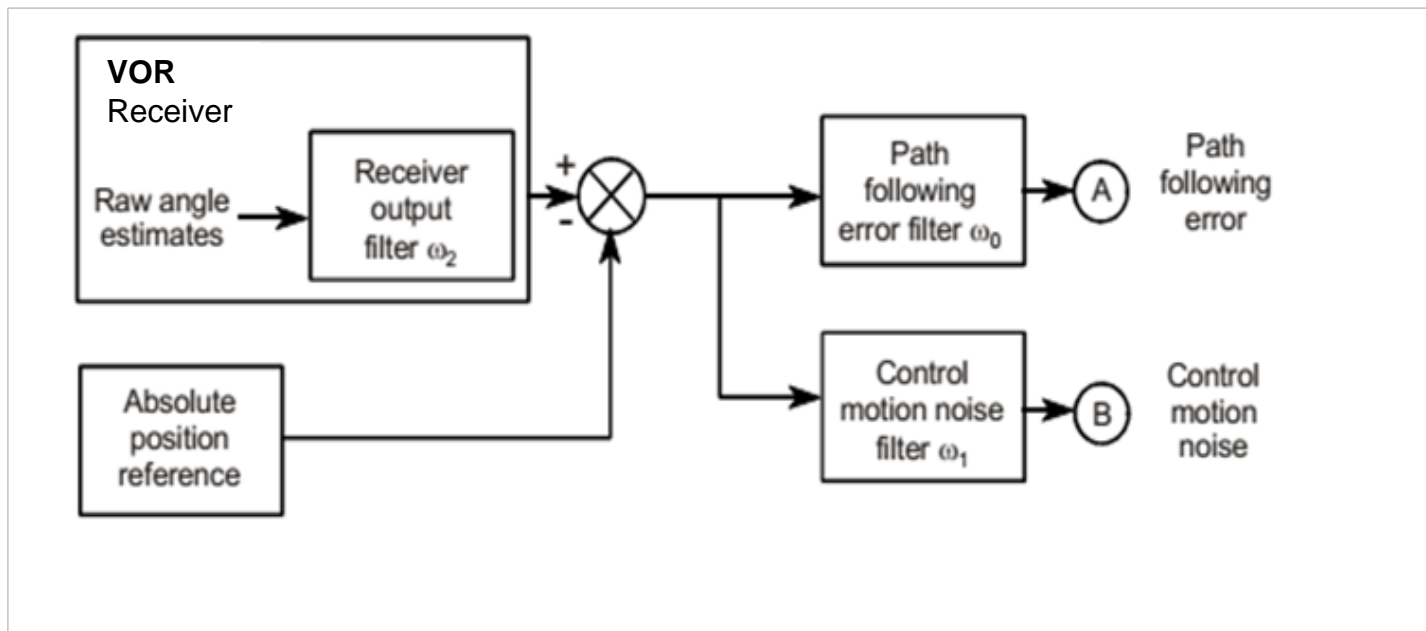 VOR
Receiver
Raw angle
estimates
Receiver
output
filter ω₂
+
-
Absolute
position
reference
Path
following
error filter ω₀
A
Path
following
error
Control
motion noise
filter ω₁
B
Control
motion
noise